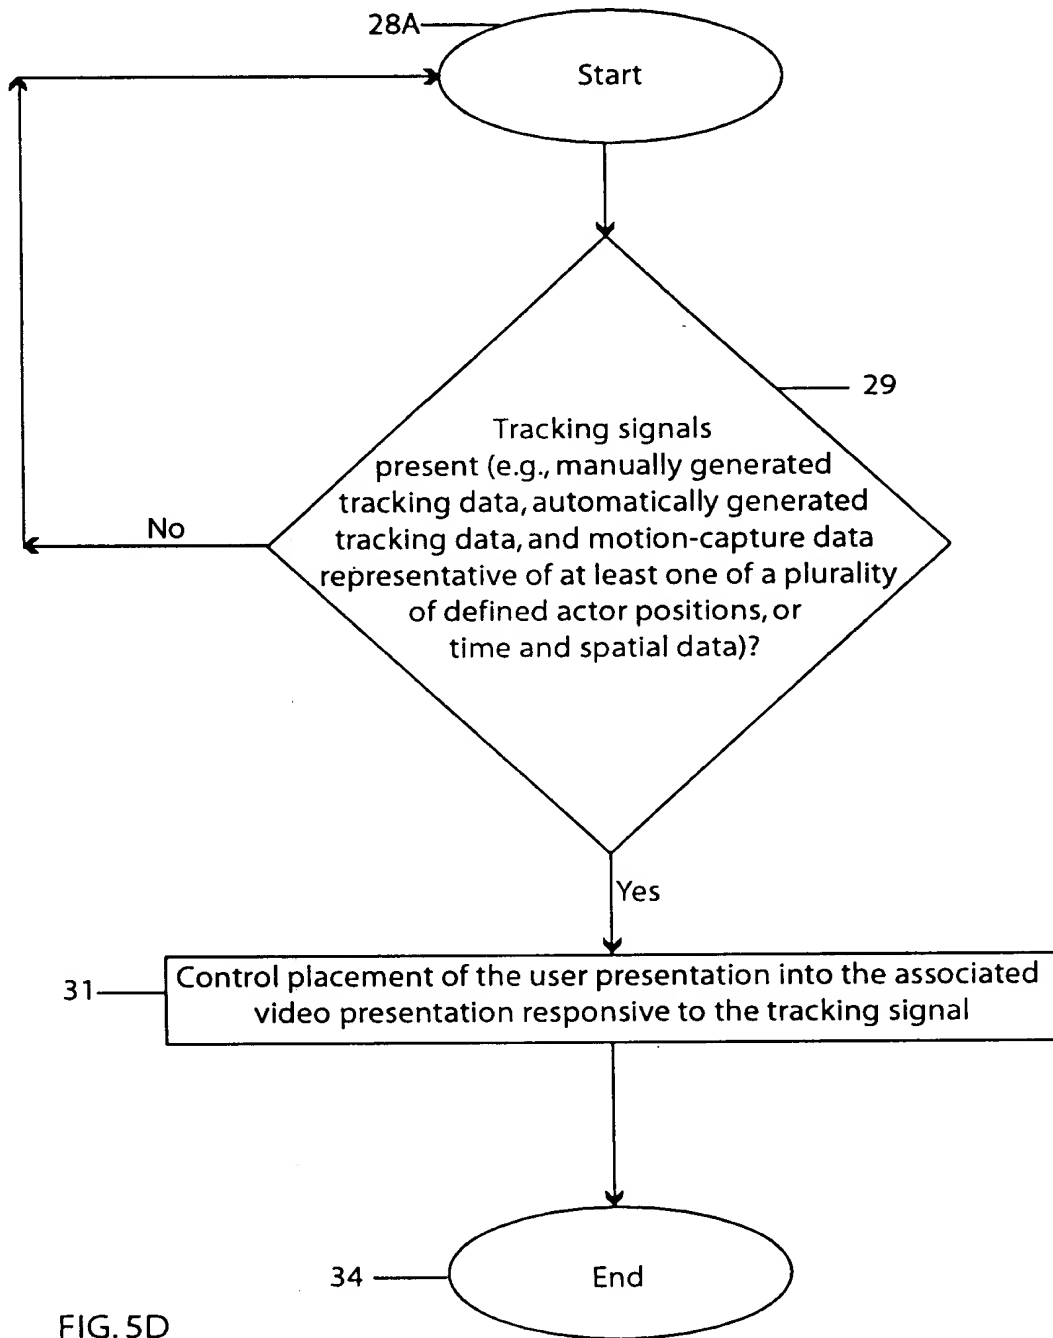 28A
Start
29
Tracking signals
present (e.g., manually generated
tracking data, automatically generated
tracking data, and motion-capture data
representative of at least one of a plurality
of defined actor positions, or
time and spatial data)?
No
Yes
31
Control placement of the user presentation into the associated
video presentation responsive to the tracking signal
34
End
FIG. 5D